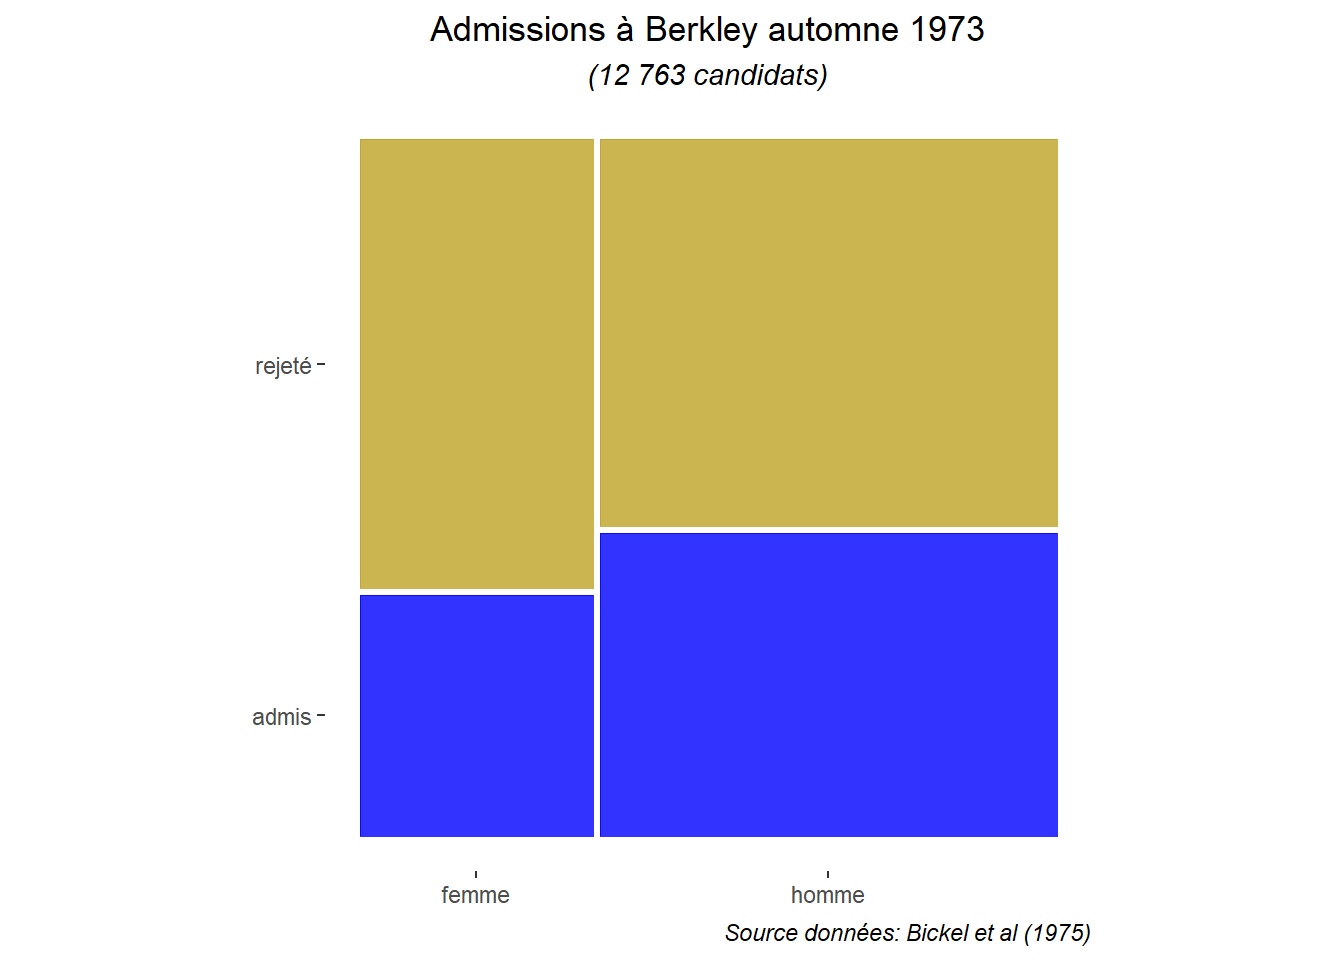 Admissions à Berkley automne 1973
(12 763 candidats)
rejeté
admis
femme
homme
Source données: Bickel et al (1975)